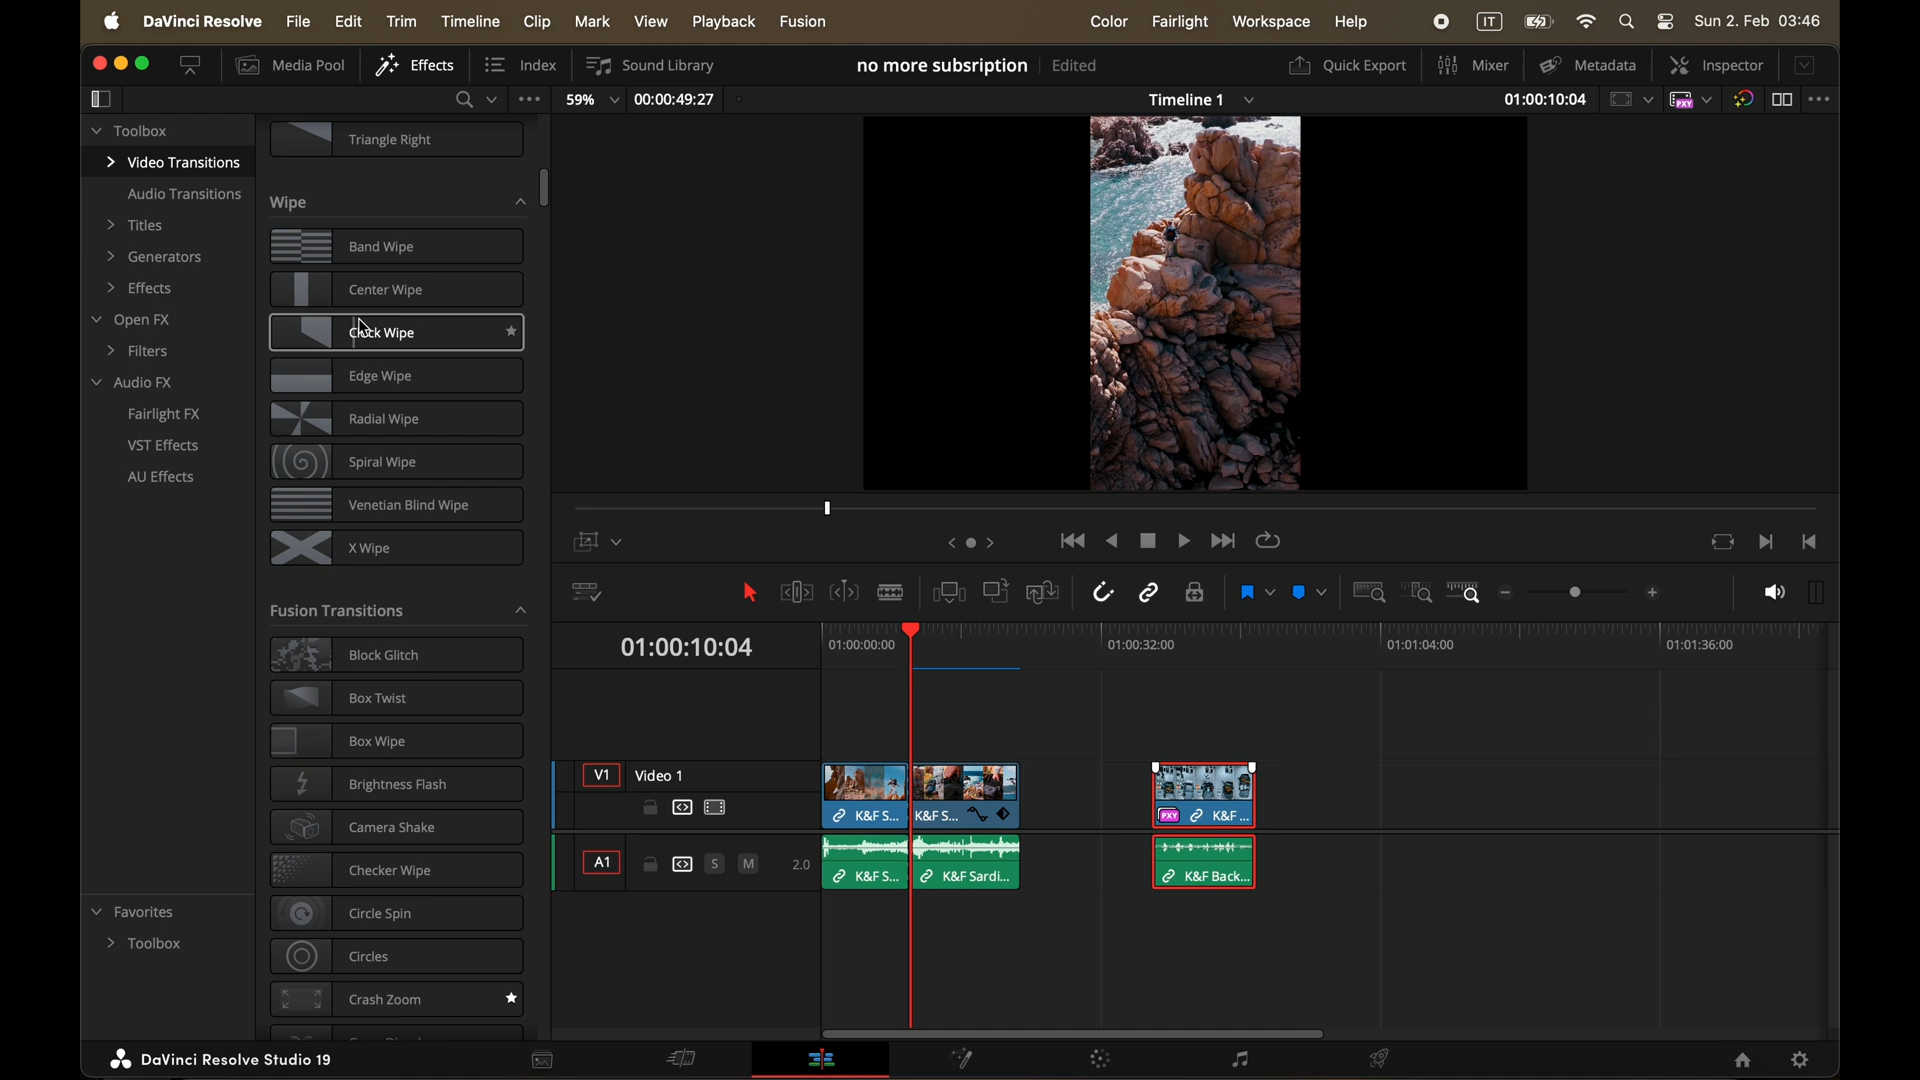 DaVinci Resolve File Edit Trim Timeline Clip Mark View Playback Fusion Color Fairlight Workspace Help IT Sun 2. Feb 03:46
Media Pool Effects Index Sound Library no more subsription Edited Quick Export Mixer Metadata Inspector
59% 00:00:49:27 Timeline 1 01:00:10:04 PXY
Toolbox
Video Transitions
Audio Transitions
Titles
Generators
Effects
Open FX
Filters
Audio FX
Fairlight FX
VST Effects
AU Effects
Favorites
Toolbox
Triangle Right
Wipe
Band Wipe
Center Wipe
Clock Wipe
Edge Wipe
Radial Wipe
Spiral Wipe
Venetian Blind Wipe
X Wipe
Fusion Transitions
Block Glitch
Box Twist
Box Wipe
Brightness Flash
Camera Shake
Checker Wipe
Circle Spin
Circles
Crash Zoom
01:00:10:04 01:00:00:00 01:00:32:00 01:01:04:00 01:01:36:00
V1 Video 1
K&F S... K&F S... PXY K&F ...
A1 S M 2.0
K&F S... K&F Sardi... K&F Back...
DaVinci Resolve Studio 19